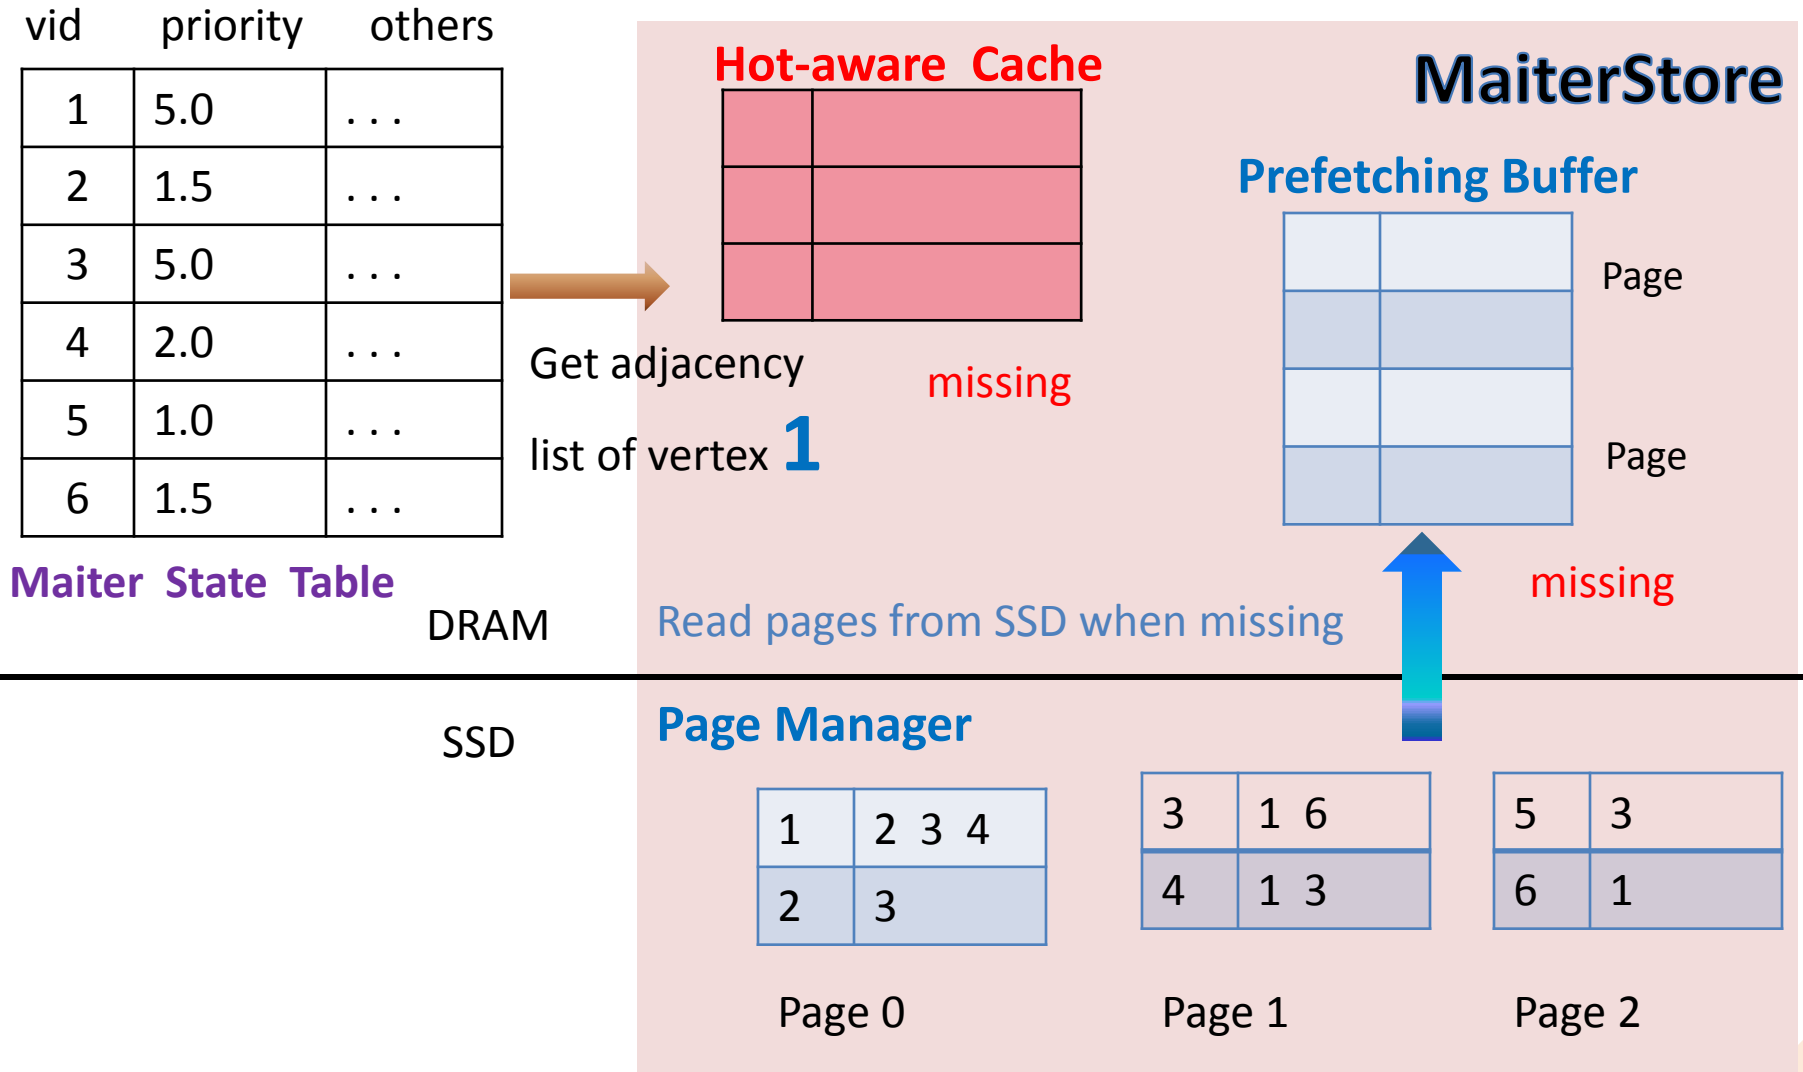 vid priority others
1 5.0 . . .
2 1.5 . . .
3 5.0 . . .
4 2.0 . . .
5 1.0 . . .
6 1.5 . . .
Maiter State Table
DRAM
SSD
Get adjacency
list of vertex 1
Hot-aware Cache
missing
MaiterStore
Prefetching Buffer
Page
Page
missing
Read pages from SSD when missing
Page Manager
1 2 3 4
2 3
Page 0
3 1 6
4 1 3
Page 1
5 3
6 1
Page 2